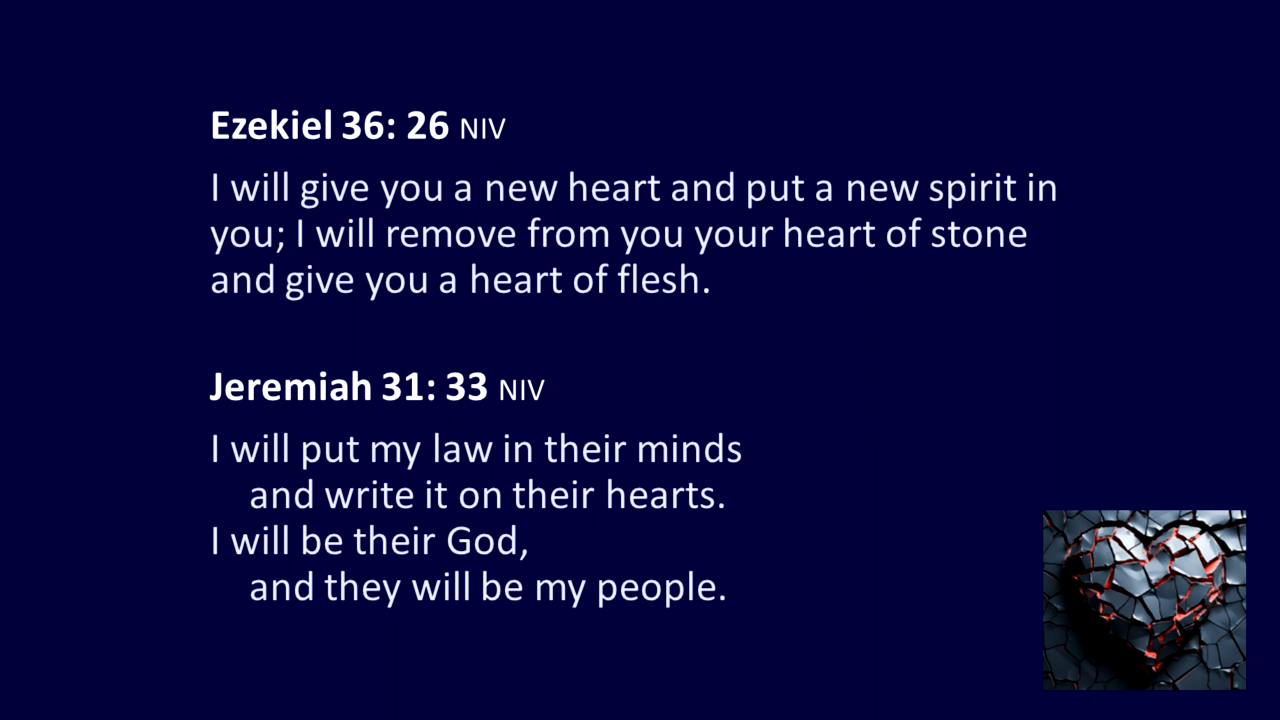 Ezekiel 36: 26 NIV
I will give you a new heart and put a new spirit in
you; I will remove from you your heart of stone
and give you a heart of flesh.
Jeremiah 31: 33 NIV
I will put my law in their minds
and write it on their hearts.
I will be their God,
and they will be my people.